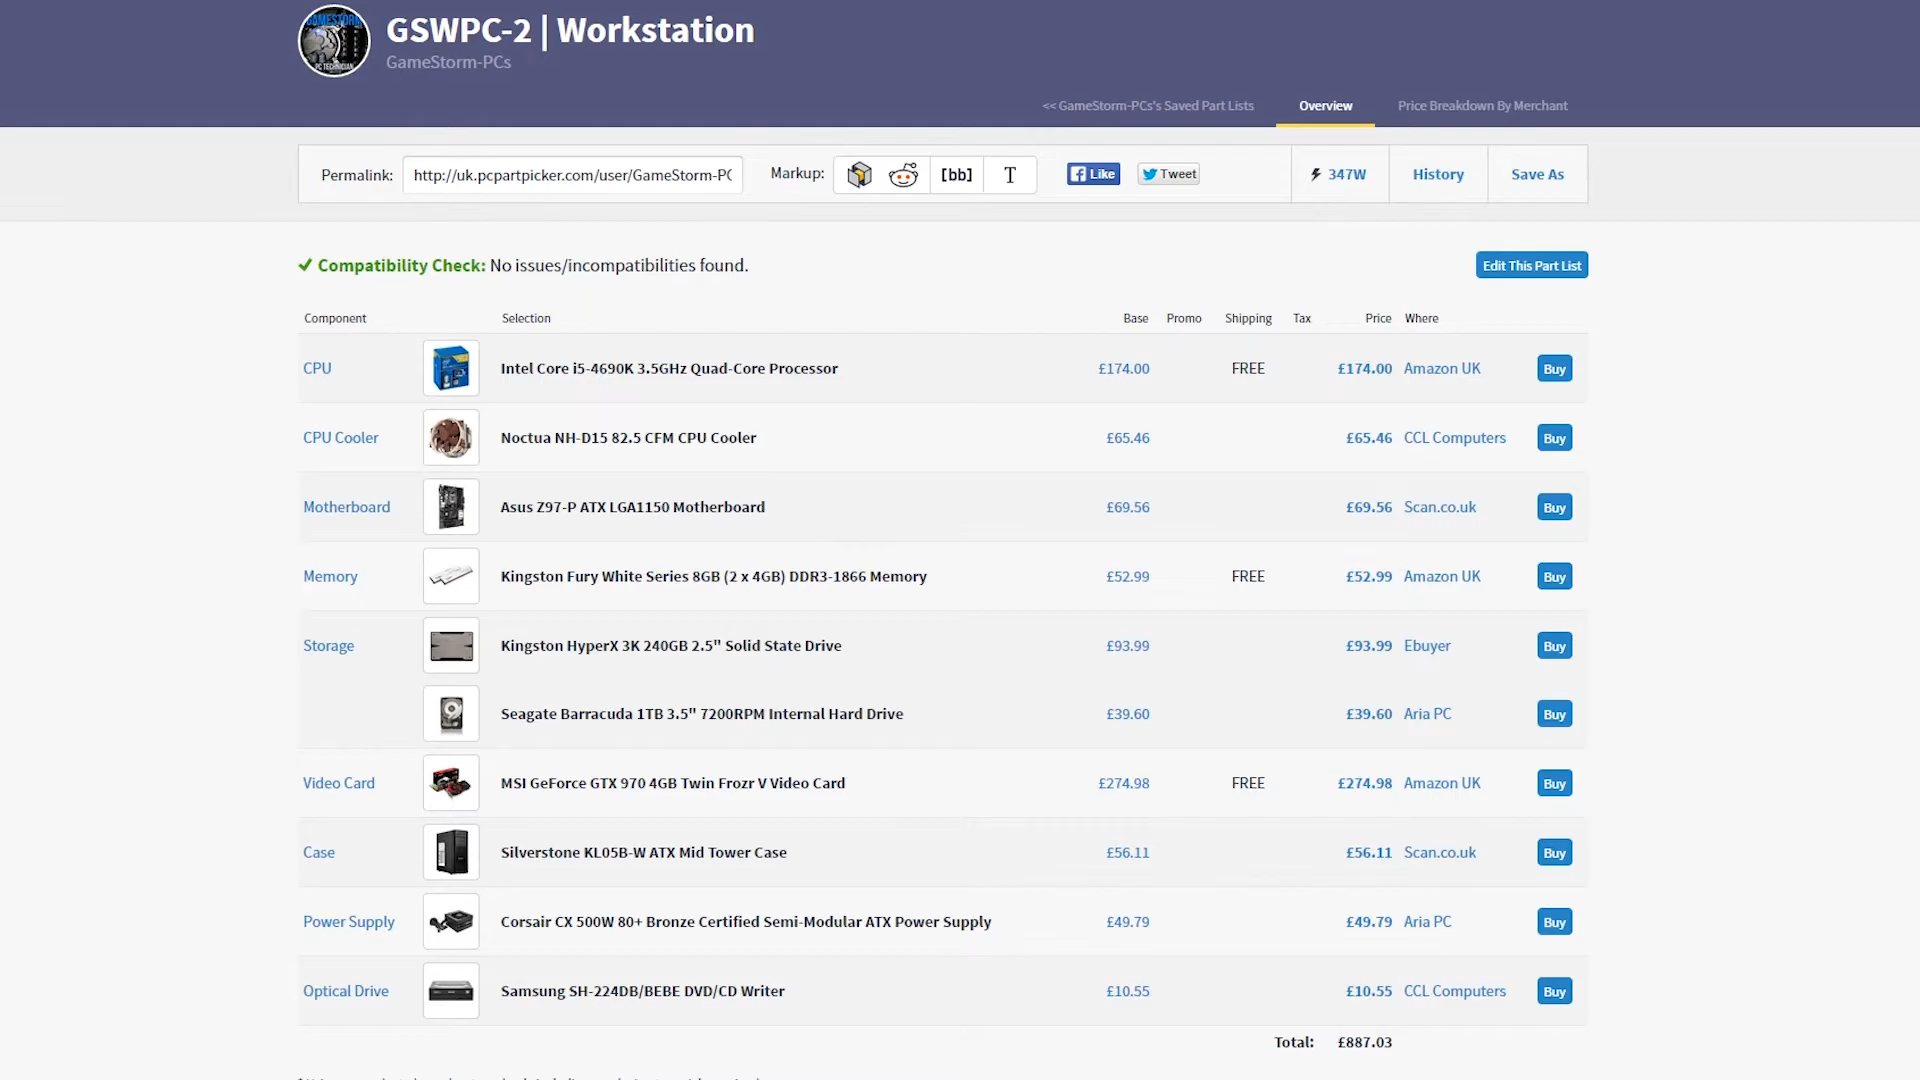 GSWPC-2 | Workstation
GameStorm-PCs
GAMESTORM
PC TECHNICIAN
<< GameStorm-PCs's Saved Part Lists Overview Price Breakdown By Merchant
Permalink: http://uk.pcpartpicker.com/user/GameStorm-PC Markup: [bb] T Like Tweet 347W History Save As
Compatibility Check: No issues/incompatibilities found. Edit This Part List
Component Selection Base Promo Shipping Tax Price Where
CPU Intel Core i5-4690K 3.5GHz Quad-Core Processor £174.00 FREE £174.00 Amazon UK Buy
CPU Cooler Noctua NH-D15 82.5 CFM CPU Cooler £65.46 £65.46 CCL Computers Buy
Motherboard Asus Z97-P ATX LGA1150 Motherboard £69.56 £69.56 Scan.co.uk Buy
Memory Kingston Fury White Series 8GB (2 x 4GB) DDR3-1866 Memory £52.99 FREE £52.99 Amazon UK Buy
Storage Kingston HyperX 3K 240GB 2.5" Solid State Drive £93.99 £93.99 Ebuyer Buy
Seagate Barracuda 1TB 3.5" 7200RPM Internal Hard Drive £39.60 £39.60 Aria PC Buy
Video Card MSI GeForce GTX 970 4GB Twin Frozr V Video Card £274.98 FREE £274.98 Amazon UK Buy
Case Silverstone KL05B-W ATX Mid Tower Case £56.11 £56.11 Scan.co.uk Buy
Power Supply Corsair CX 500W 80+ Bronze Certified Semi-Modular ATX Power Supply £49.79 £49.79 Aria PC Buy
Optical Drive Samsung SH-224DB/BEBE DVD/CD Writer £10.55 £10.55 CCL Computers Buy
Total: £887.03